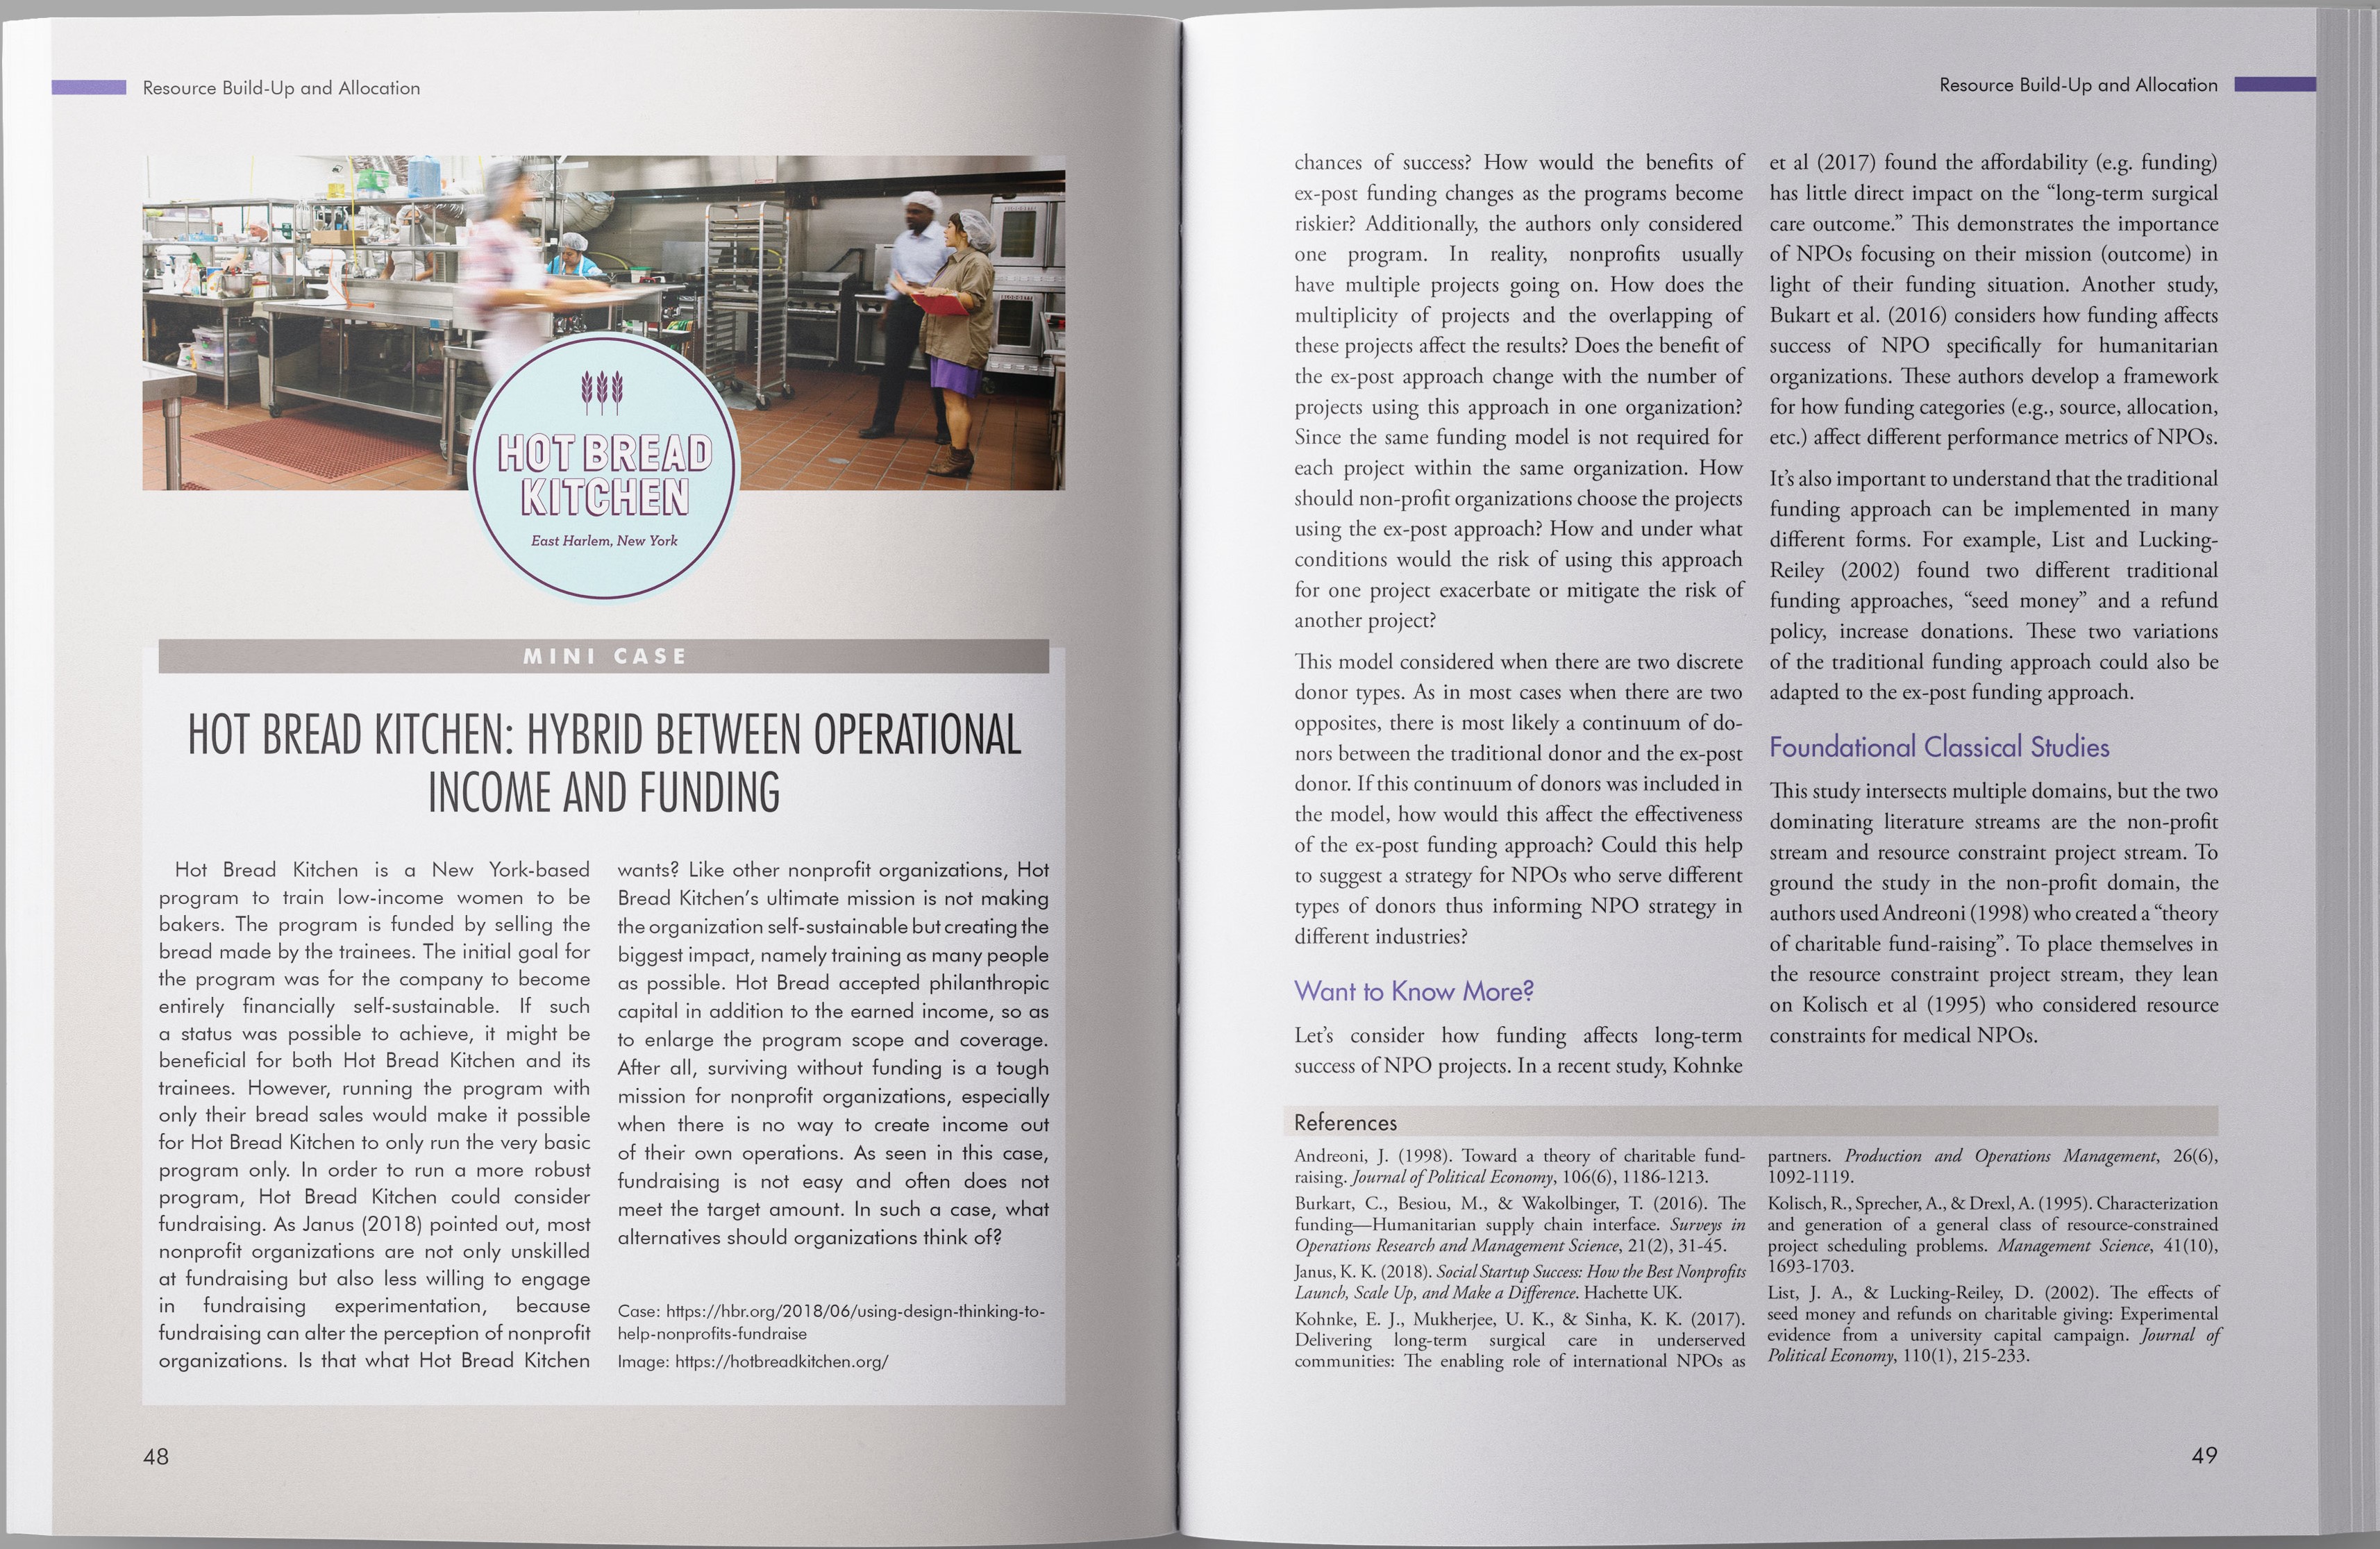 Resource Build-Up and Allocation
HOT BREAD
KITCHEN
East Harlem, New York
MINI CASE
HOT BREAD KITCHEN: HYBRID BETWEEN OPERATIONAL
INCOME AND FUNDING
Hot Bread Kitchen is a New York-based
program to train low-income women to be
bakers. The program is funded by selling the
bread made by the trainees. The initial goal for
the program was for the company to become
entirely financially self-sustainable. If such
a status was possible to achieve, it might be
beneficial for both Hot Bread Kitchen and its
trainees. However, running the program with
only their bread sales would make it possible
for Hot Bread Kitchen to only run the very basic
program only. In order to run a more robust
program, Hot Bread Kitchen could consider
fundraising. As Janus (2018) pointed out, most
nonprofit organizations are not only unskilled
at fundraising but also less willing to engage
in fundraising experimentation, because
fundraising can alter the perception of nonprofit
organizations. Is that what Hot Bread Kitchen
wants? Like other nonprofit organizations, Hot
Bread Kitchen’s ultimate mission is not making
the organization self-sustainable but creating the
biggest impact, namely training as many people
as possible. Hot Bread accepted philanthropic
capital in addition to the earned income, so as
to enlarge the program scope and coverage.
After all, surviving without funding is a tough
mission for nonprofit organizations, especially
when there is no way to create income out
of their own operations. As seen in this case,
fundraising is not easy and often does not
meet the target amount. In such a case, what
alternatives should organizations think of?
Case: https://hbr.org/2018/06/using-design-thinking-to-
help-nonprofits-fundraise
Image: https://hotbreadkitchen.org/
48
Resource Build-Up and Allocation
chances of success? How would the benefits of
ex-post funding changes as the programs become
riskier? Additionally, the authors only considered
one program. In reality, nonprofits usually
have multiple projects going on. How does the
multiplicity of projects and the overlapping of
these projects affect the results? Does the benefit of
the ex-post approach change with the number of
projects using this approach in one organization?
Since the same funding model is not required for
each project within the same organization. How
should non-profit organizations choose the projects
using the ex-post approach? How and under what
conditions would the risk of using this approach
for one project exacerbate or mitigate the risk of
another project?
This model considered when there are two discrete
donor types. As in most cases when there are two
opposites, there is most likely a continuum of do-
nors between the traditional donor and the ex-post
donor. If this continuum of donors was included in
the model, how would this affect the effectiveness
of the ex-post funding approach? Could this help
to suggest a strategy for NPOs who serve different
types of donors thus informing NPO strategy in
different industries?
Want to Know More?
Let’s consider how funding affects long-term
success of NPO projects. In a recent study, Kohnke
et al (2017) found the affordability (e.g. funding)
has little direct impact on the “long-term surgical
care outcome.” This demonstrates the importance
of NPOs focusing on their mission (outcome) in
light of their funding situation. Another study,
Bukart et al. (2016) considers how funding affects
success of NPO specifically for humanitarian
organizations. These authors develop a framework
for how funding categories (e.g., source, allocation,
etc.) affect different performance metrics of NPOs.
It’s also important to understand that the traditional
funding approach can be implemented in many
different forms. For example, List and Lucking-
Reiley (2002) found two different traditional
funding approaches, “seed money” and a refund
policy, increase donations. These two variations
of the traditional funding approach could also be
adapted to the ex-post funding approach.
Foundational Classical Studies
This study intersects multiple domains, but the two
dominating literature streams are the non-profit
stream and resource constraint project stream. To
ground the study in the non-profit domain, the
authors used Andreoni (1998) who created a “theory
of charitable fund-raising”. To place themselves in
the resource constraint project stream, they lean
on Kolisch et al (1995) who considered resource
constraints for medical NPOs.
References
Andreoni, J. (1998). Toward a theory of charitable fund-
raising. Journal of Political Economy, 106(6), 1186-1213.
Burkart, C., Besiou, M., & Wakolbinger, T. (2016). The
funding—Humanitarian supply chain interface. Surveys in
Operations Research and Management Science, 21(2), 31-45.
Janus, K. K. (2018). Social Startup Success: How the Best Nonprofits
Launch, Scale Up, and Make a Difference. Hachette UK.
Kohnke, E. J., Mukherjee, U. K., & Sinha, K. K. (2017).
Delivering long-term surgical care in underserved
communities: The enabling role of international NPOs as
partners. Production and Operations Management, 26(6),
1092-1119.
Kolisch, R., Sprecher, A., & Drexl, A. (1995). Characterization
and generation of a general class of resource-constrained
project scheduling problems. Management Science, 41(10),
1693-1703.
List, J. A., & Lucking-Reiley, D. (2002). The effects of
seed money and refunds on charitable giving: Experimental
evidence from a university capital campaign. Journal of
Political Economy, 110(1), 215-233.
49